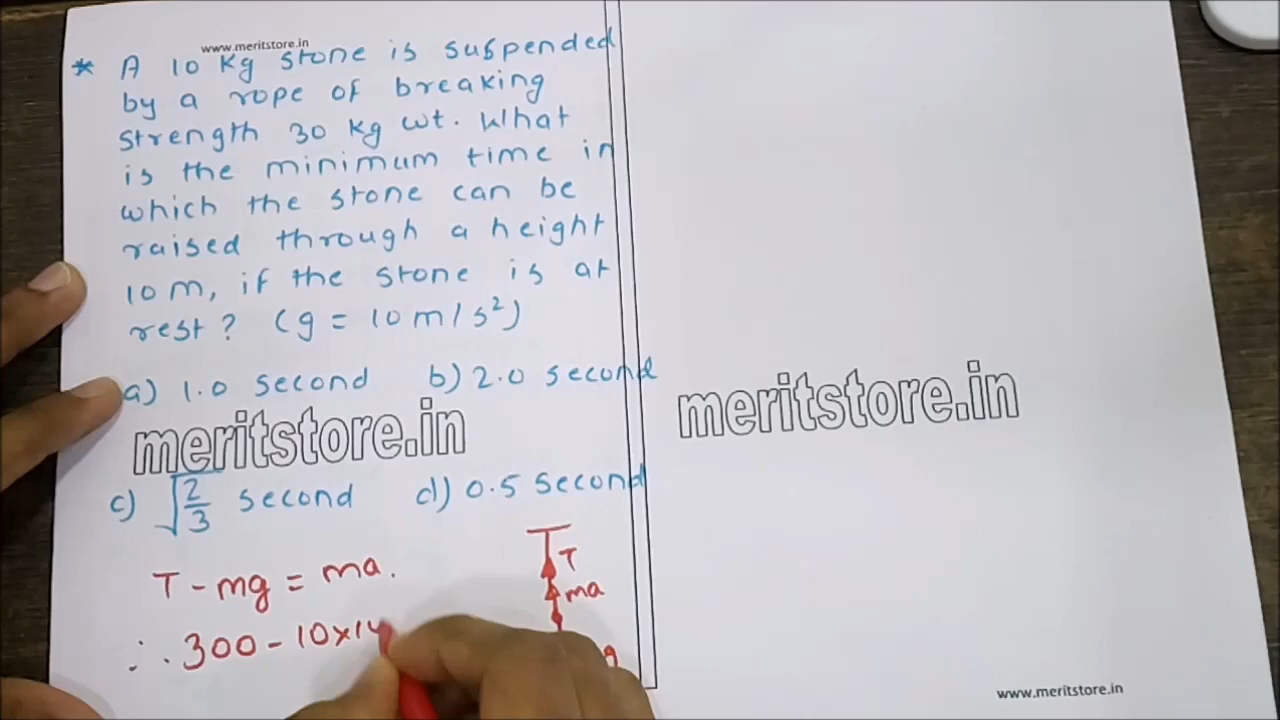 www.meritstore.in
* A 10 Kg stone is suspended
by a rope of breaking
strength 30 kg wt. What
is the minimum time in
which the stone can be
raised through a height
10 m, if the stone is at
rest? (g = 10 m/s²)
a) 1.0 second b) 2.0 second
meritstore.in
meritstore.in
c) √2/3 second d) 0.5 second
T
ma
T - mg = ma.
∴ 300 - 10×1
www.meritstore.in